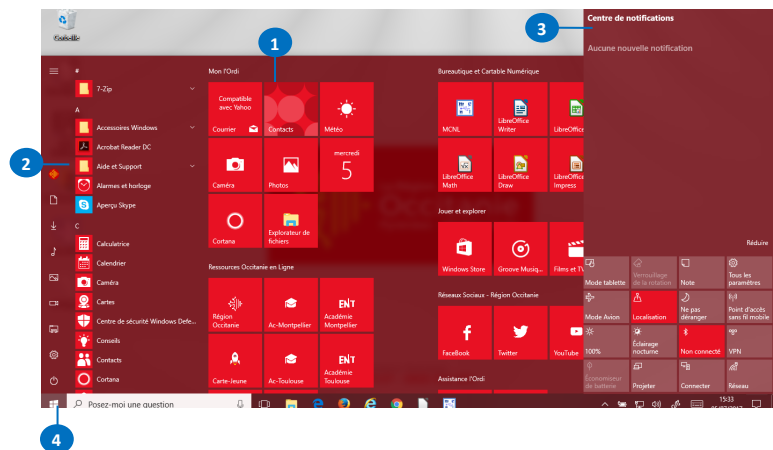 Corbeille
1
2
3
4
#
7-Zip
A
Accessoires Windows
Acrobat Reader DC
Aide et Support
Alarmes et horloge
Aperçu Skype
C
Calculatrice
Calendrier
Caméra
Cartes
Centre de sécurité Windows Defe...
Conseils
Contacts
Cortana
Mon l'Ordi
Compatible
avec Yahoo
Courrier
Contacts
Météo
Caméra
Photos
mercredi
5
Cortana
Explorateur de
fichiers
Ressources Occitanie en Ligne
Région
Occitanie
Ac-Montpellier
ENT
Académie
Montpellier
Carte-Jeune
Ac-Toulouse
ENT
Académie
Toulouse
Bureautique et Cartable Numérique
MCNL
LibreOffice
Writer
LibreOffice
LibreOffice
Math
LibreOffice
Draw
LibreOffice
Impress
Jouer et explorer
Windows Store
Groove Musiq...
Films et TV
Réseaux Sociaux - Région Occitanie
FaceBook
Twitter
YouTube
Assistance l'Ordi
Centre de notifications
Aucune nouvelle notification
Réduire
Mode tablette
Verrouillage
de la rotation
Note
Tous les
paramètres
Mode Avion
Localisation
Ne pas
déranger
Point d'accès
sans fil mobile
100%
Éclairage
nocturne
Non connecté
VPN
Économiseur
de batterie
Projeter
Connecter
Réseau
Posez-moi une question
15:33
05/07/2017